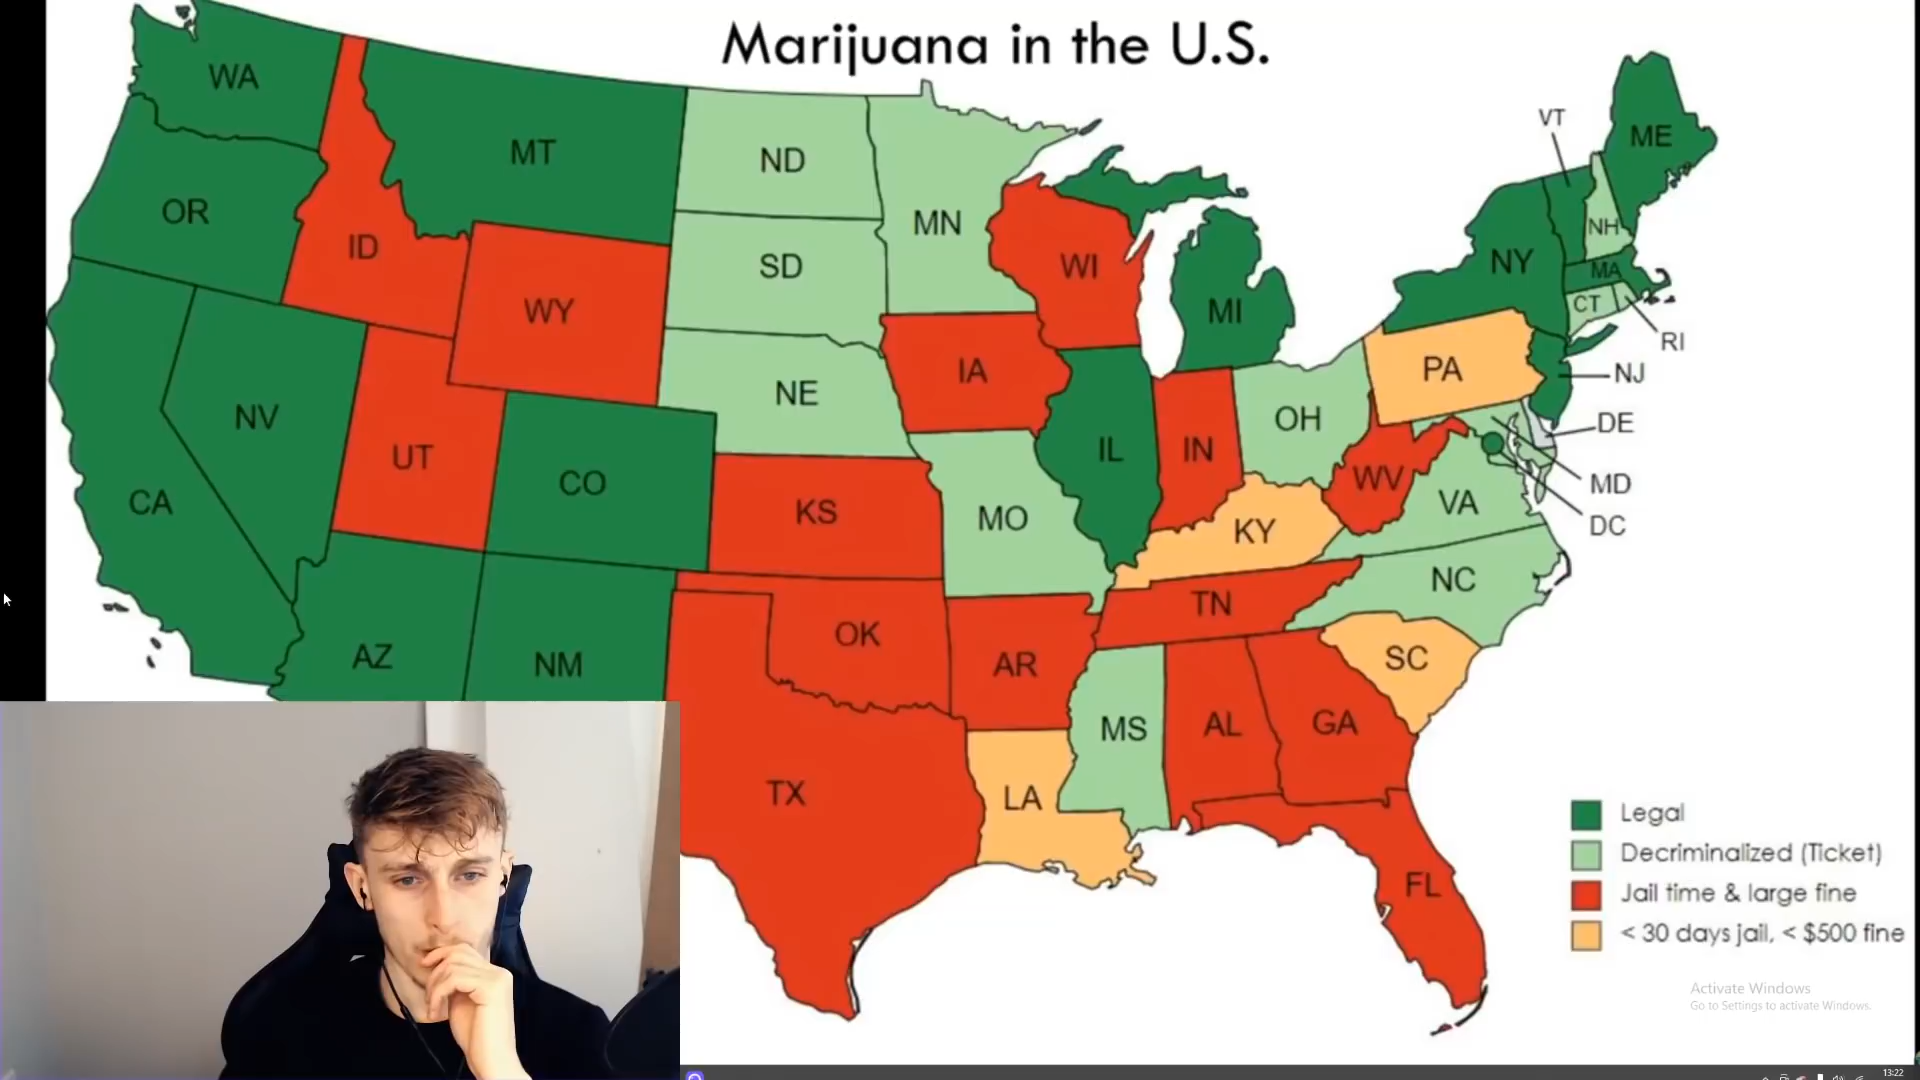 Marijuana in the U.S.
WA
MT
ND
MN
VT
ME
OR
ID
SD
WI
NH
NY
MA
WY
MI
CT
RI
NE
IA
PA
NJ
NV
UT
CO
IL
IN
OH
DE
WV
MD
CA
KS
MO
KY
VA
DC
NC
TN
AZ
NM
OK
AR
SC
MS
AL
GA
TX
LA
FL
Legal
Decriminalized (Ticket)
Jail time & large fine
< 30 days jail, < $500 fine
Activate Windows
Go to Settings to activate Windows.
13:22